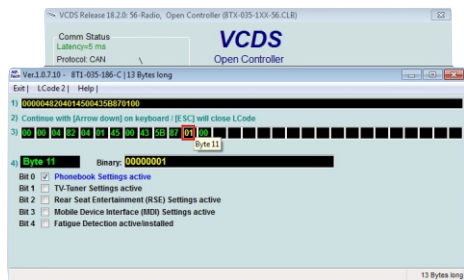 VCDS Release 18.2.0: 56-Radio, Open Controller (8TX-035-1XX-56.CLB)
Comm Status
Latency=5 ms
Protocol: CAN
VCDS
Open Controller
Ver.1.0.7.10 - 8T1-035-186-C | 13 Bytes long
Exit | LCode 2 | Help |
1) 0000048204014500435B870100
2) Continue with [Arrow down] on keyboard / [ESC] will close LCode
3) 00 00 04 82 04 01 45 00 43 5B 87 01 00
Byte 11
4) Byte 11 Binary: 00000001
Bit 0 Phonebook Settings active
Bit 1 TV-Tuner Settings active
Bit 2 Rear Seat Entertainment (RSE) Settings active
Bit 3 Mobile Device Interface (MDI) Settings active
Bit 4 Fatigue Detection active/installed
13 Bytes long